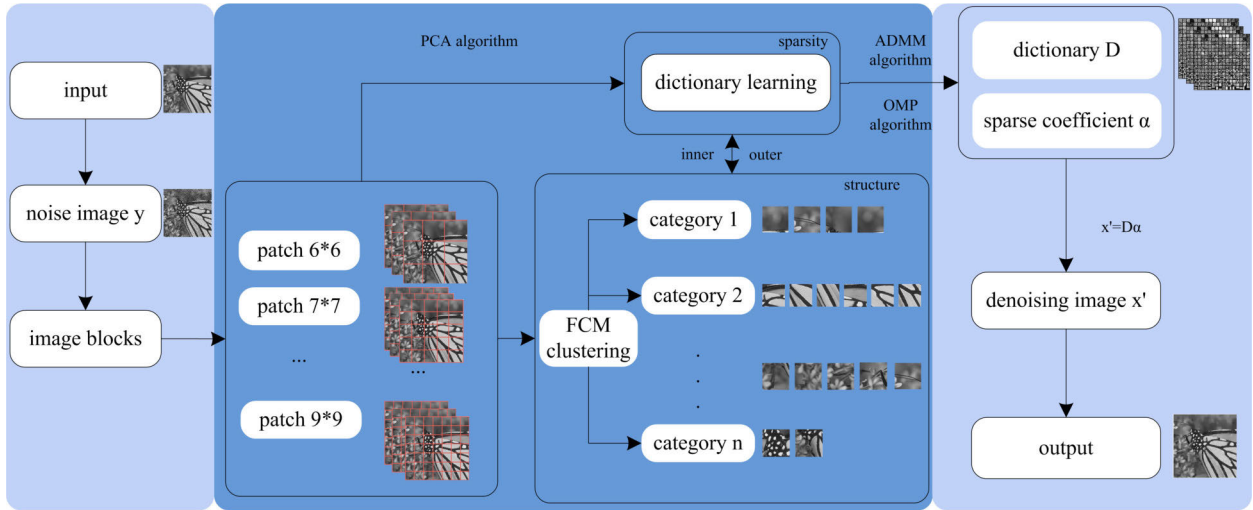 input
noise image y
image blocks
PCA algorithm
patch 6*6
patch 7*7
...
...
patch 9*9
sparsity
dictionary learning
inner
outer
structure
FCM
clustering
category 1
category 2
.
.
.
category n
ADMM
algorithm
OMP
algorithm
dictionary D
sparse coefficient α
x'=Dα
denoising image x'
output